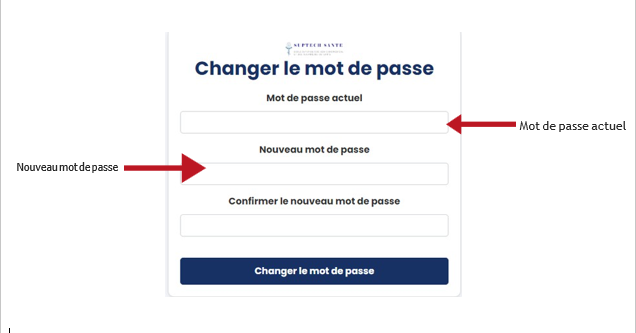 SUPTECH SANTE
Changer le mot de passe
Mot de passe actuel
Mot de passe actuel
Nouveau mot de passe
Nouveau mot de passe
Confirmer le nouveau mot de passe
Changer le mot de passe